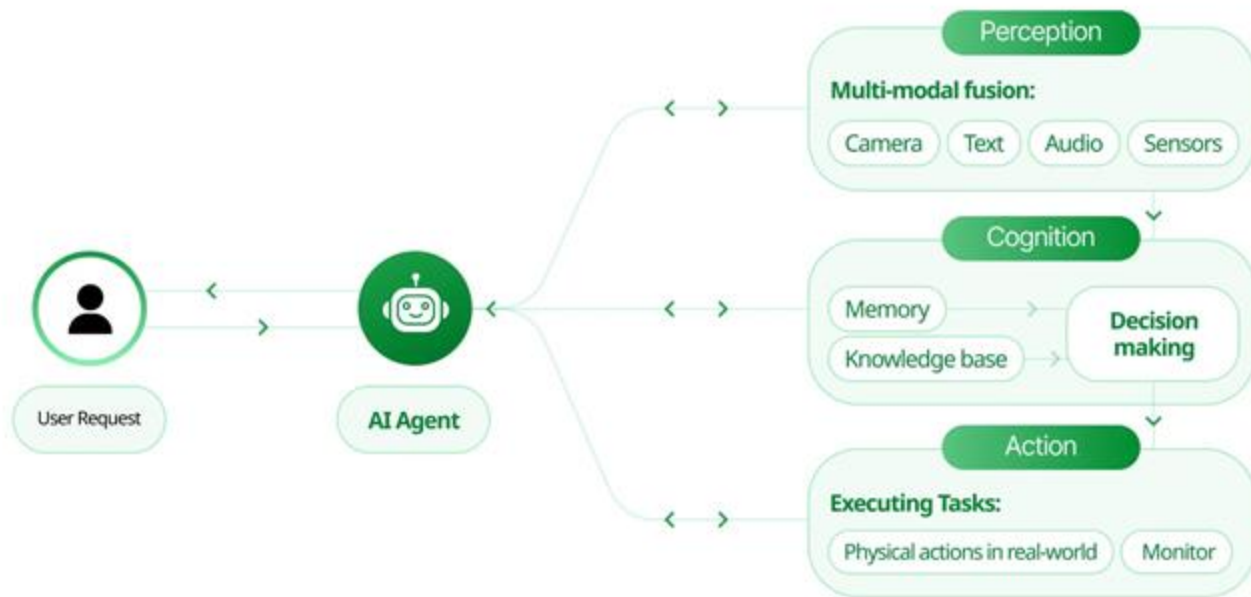 Perception
Multi-modal fusion:
Camera
Text
Audio
Sensors
Cognition
Memory
Knowledge base
Decision
making
Action
Executing Tasks:
Physical actions in real-world
Monitor
User Request
AI Agent